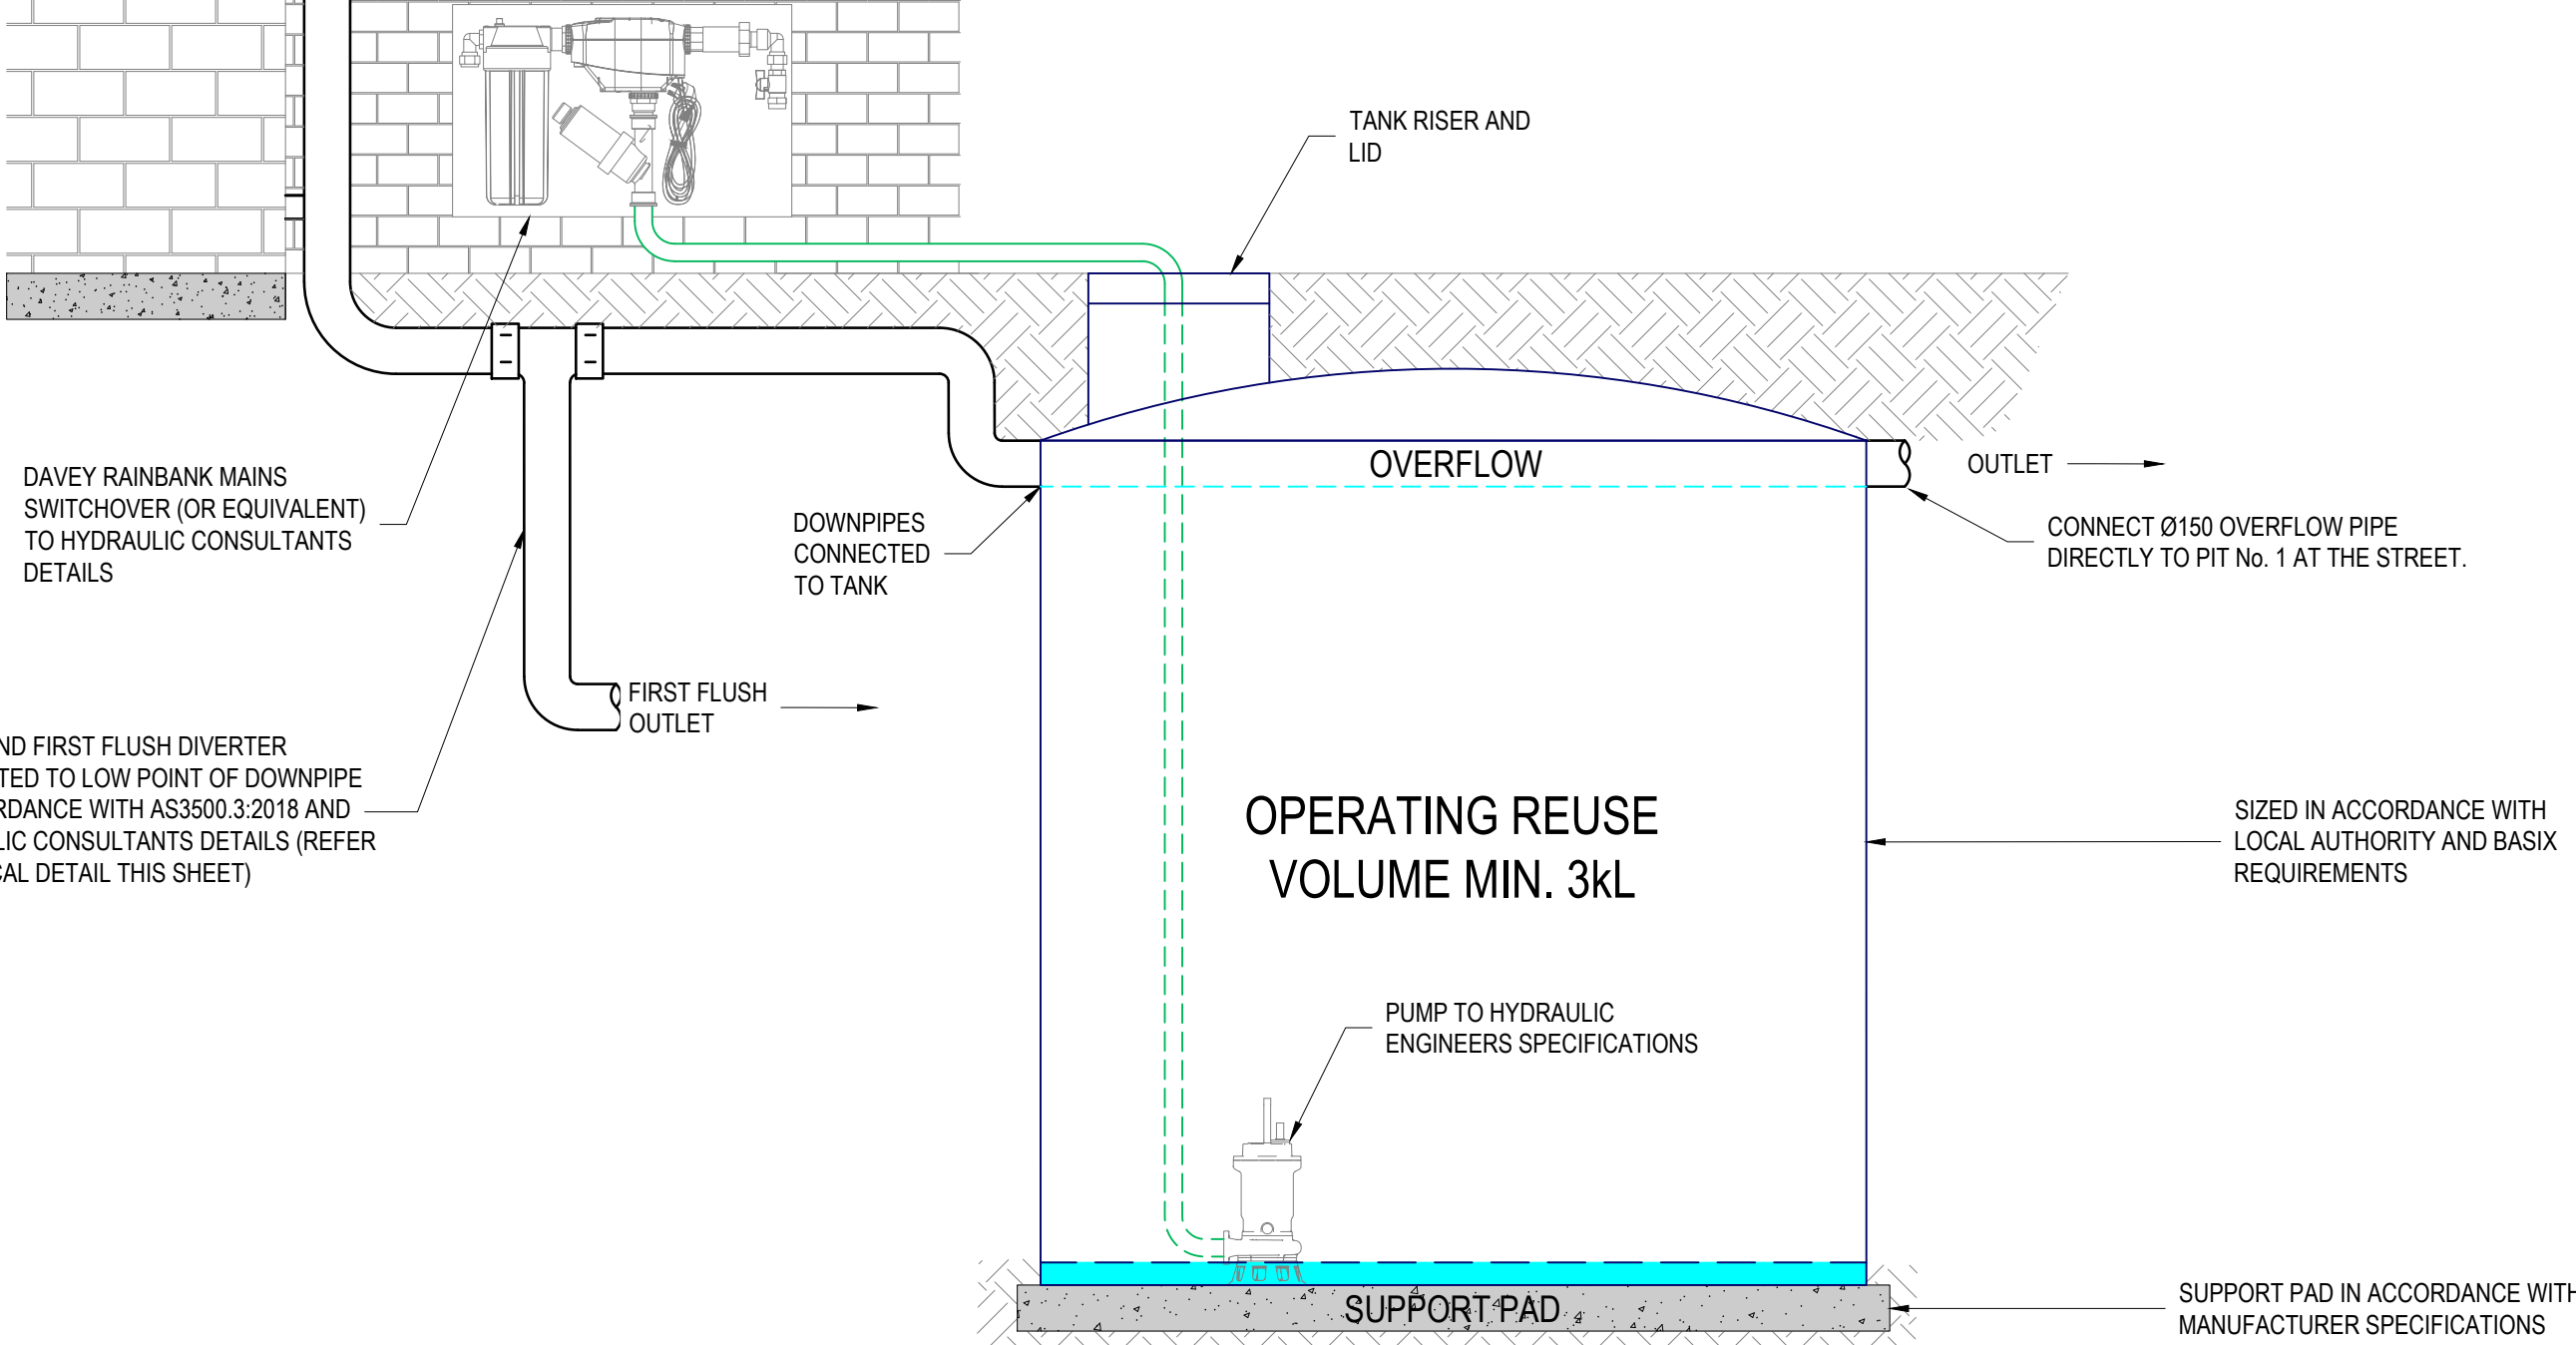 TANK RISER AND
LID
DAVEY RAINBANK MAINS
SWITCHOVER (OR EQUIVALENT)
TO HYDRAULIC CONSULTANTS
DETAILS
OVERFLOW
OUTLET
DOWNPIPES
CONNECTED
TO TANK
CONNECT Ø150 OVERFLOW PIPE
DIRECTLY TO PIT No. 1 AT THE STREET.
FIRST FLUSH
OUTLET
ND FIRST FLUSH DIVERTER
TED TO LOW POINT OF DOWNPIPE
RDANCE WITH AS3500.3:2018 AND
LIC CONSULTANTS DETAILS (REFER
CAL DETAIL THIS SHEET)
OPERATING REUSE
VOLUME MIN. 3kL
SIZED IN ACCORDANCE WITH
LOCAL AUTHORITY AND BASIX
REQUIREMENTS
PUMP TO HYDRAULIC
ENGINEERS SPECIFICATIONS
SUPPORT PAD
SUPPORT PAD IN ACCORDANCE WITH
MANUFACTURER SPECIFICATIONS